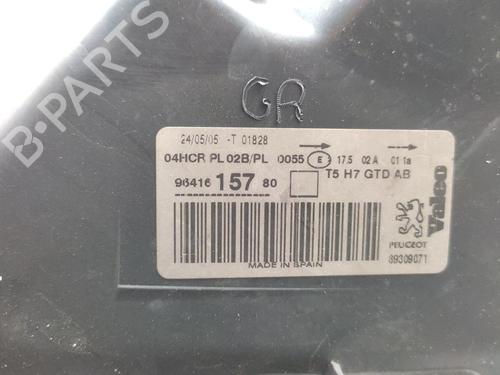 B-PARTS
GR
24/05/05 -T 01828
04HCR PL 02B/PL 0055 E 17.5 02 A 01 1a
96416 157 80 T5 H7 GTD AB
Valeo
PEUGEOT
89309071
MADE IN SPAIN